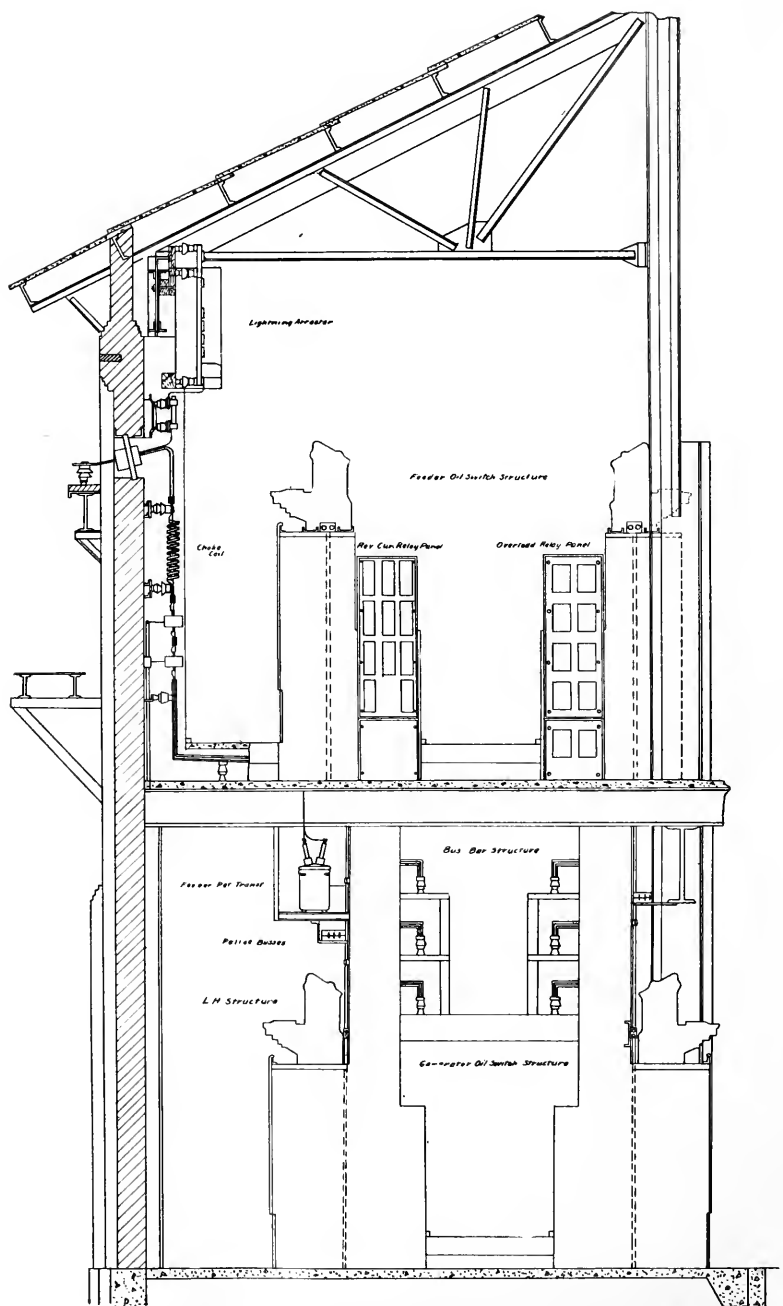 Lightning Arrester
Feeder Oil Switch Structure
Choke
Coil
Rev Cur. Relay Panel
Overload Relay Panel
Bus Bar Structure
Feeder Pot Transf
Busses
L H Structure
Generator Oil Switch Structure